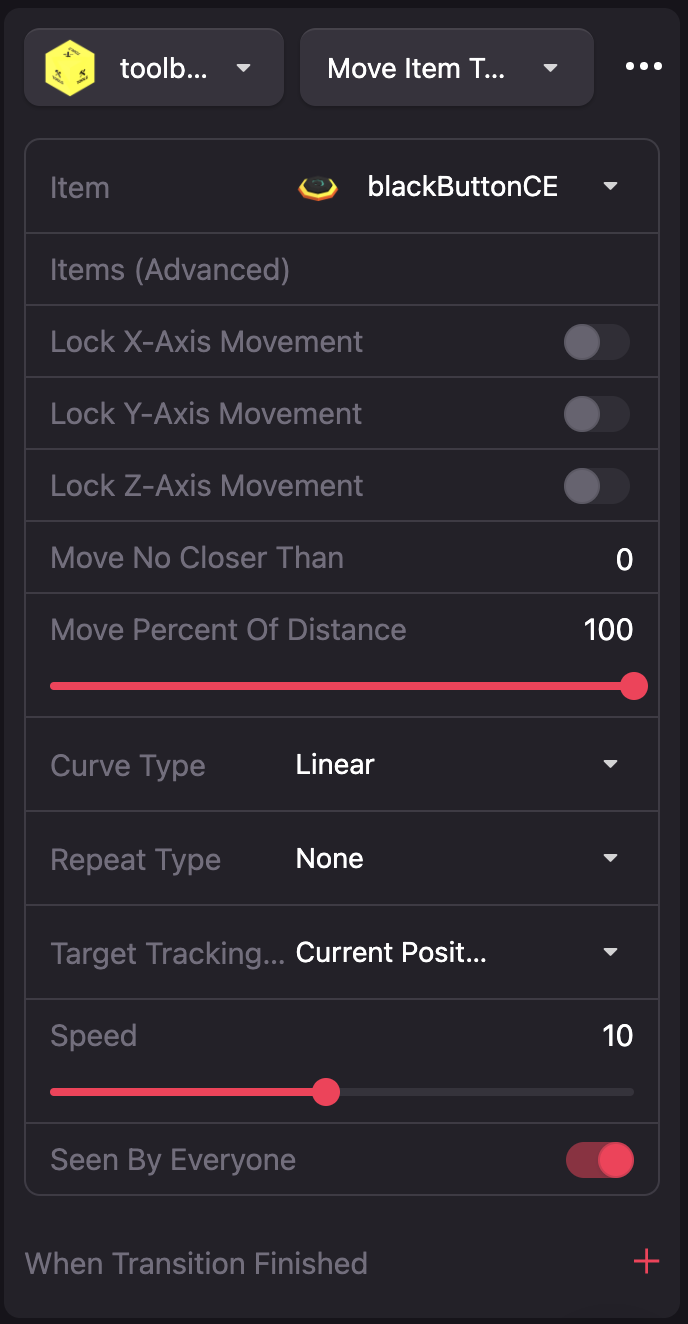 toolb...
Move Item T...
Item
blackButtonCE
Items (Advanced)
Lock X-Axis Movement
Lock Y-Axis Movement
Lock Z-Axis Movement
Move No Closer Than
0
Move Percent Of Distance
100
Curve Type
Linear
Repeat Type
None
Target Tracking...
Current Posit...
Speed
10
Seen By Everyone
When Transition Finished